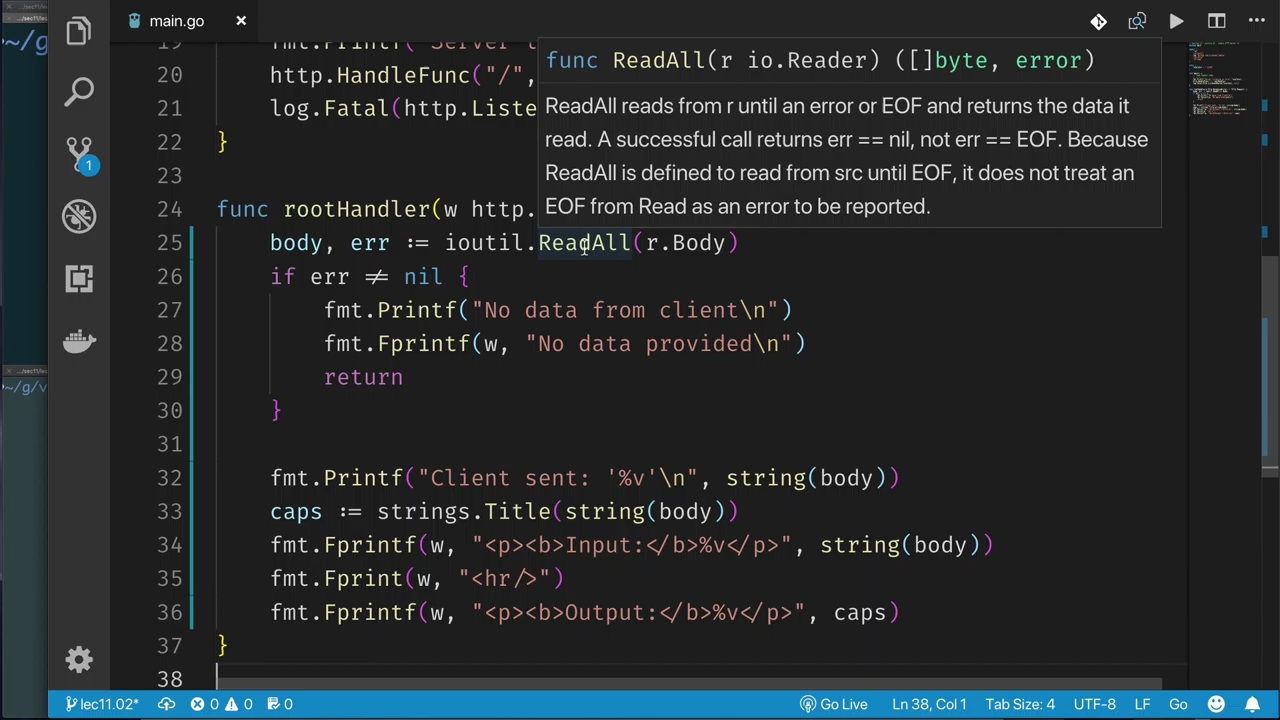 main.go
19 fmt.Printf("Server
func ReadAll(r io.Reader) ([]byte, error)
20 http.HandleFunc("/",
21 log.Fatal(http.Liste
ReadAll reads from r until an error or EOF and returns the data it
read. A successful call returns err == nil, not err == EOF. Because
ReadAll is defined to read from src until EOF, it does not treat an
EOF from Read as an error to be reported.
22 }
23
24 func rootHandler(w http.
25 body, err := ioutil.ReadAll(r.Body)
26 if err ≠ nil {
27 fmt.Printf("No data from client\n")
28 fmt.Fprintf(w, "No data provided\n")
29 return
30 }
31
32 fmt.Printf("Client sent: '%v'\n", string(body))
33 caps := strings.Title(string(body))
34 fmt.Fprintf(w, "<p><b>Input:</b>%v</p>", string(body))
35 fmt.Fprint(w, "<hr/>")
36 fmt.Fprintf(w, "<p><b>Output:</b>%v</p>", caps)
37 }
38
1
~/g
~/g/v
lec11.02* 0 0 0 Go Live Ln 38, Col 1 Tab Size: 4 UTF-8 LF Go